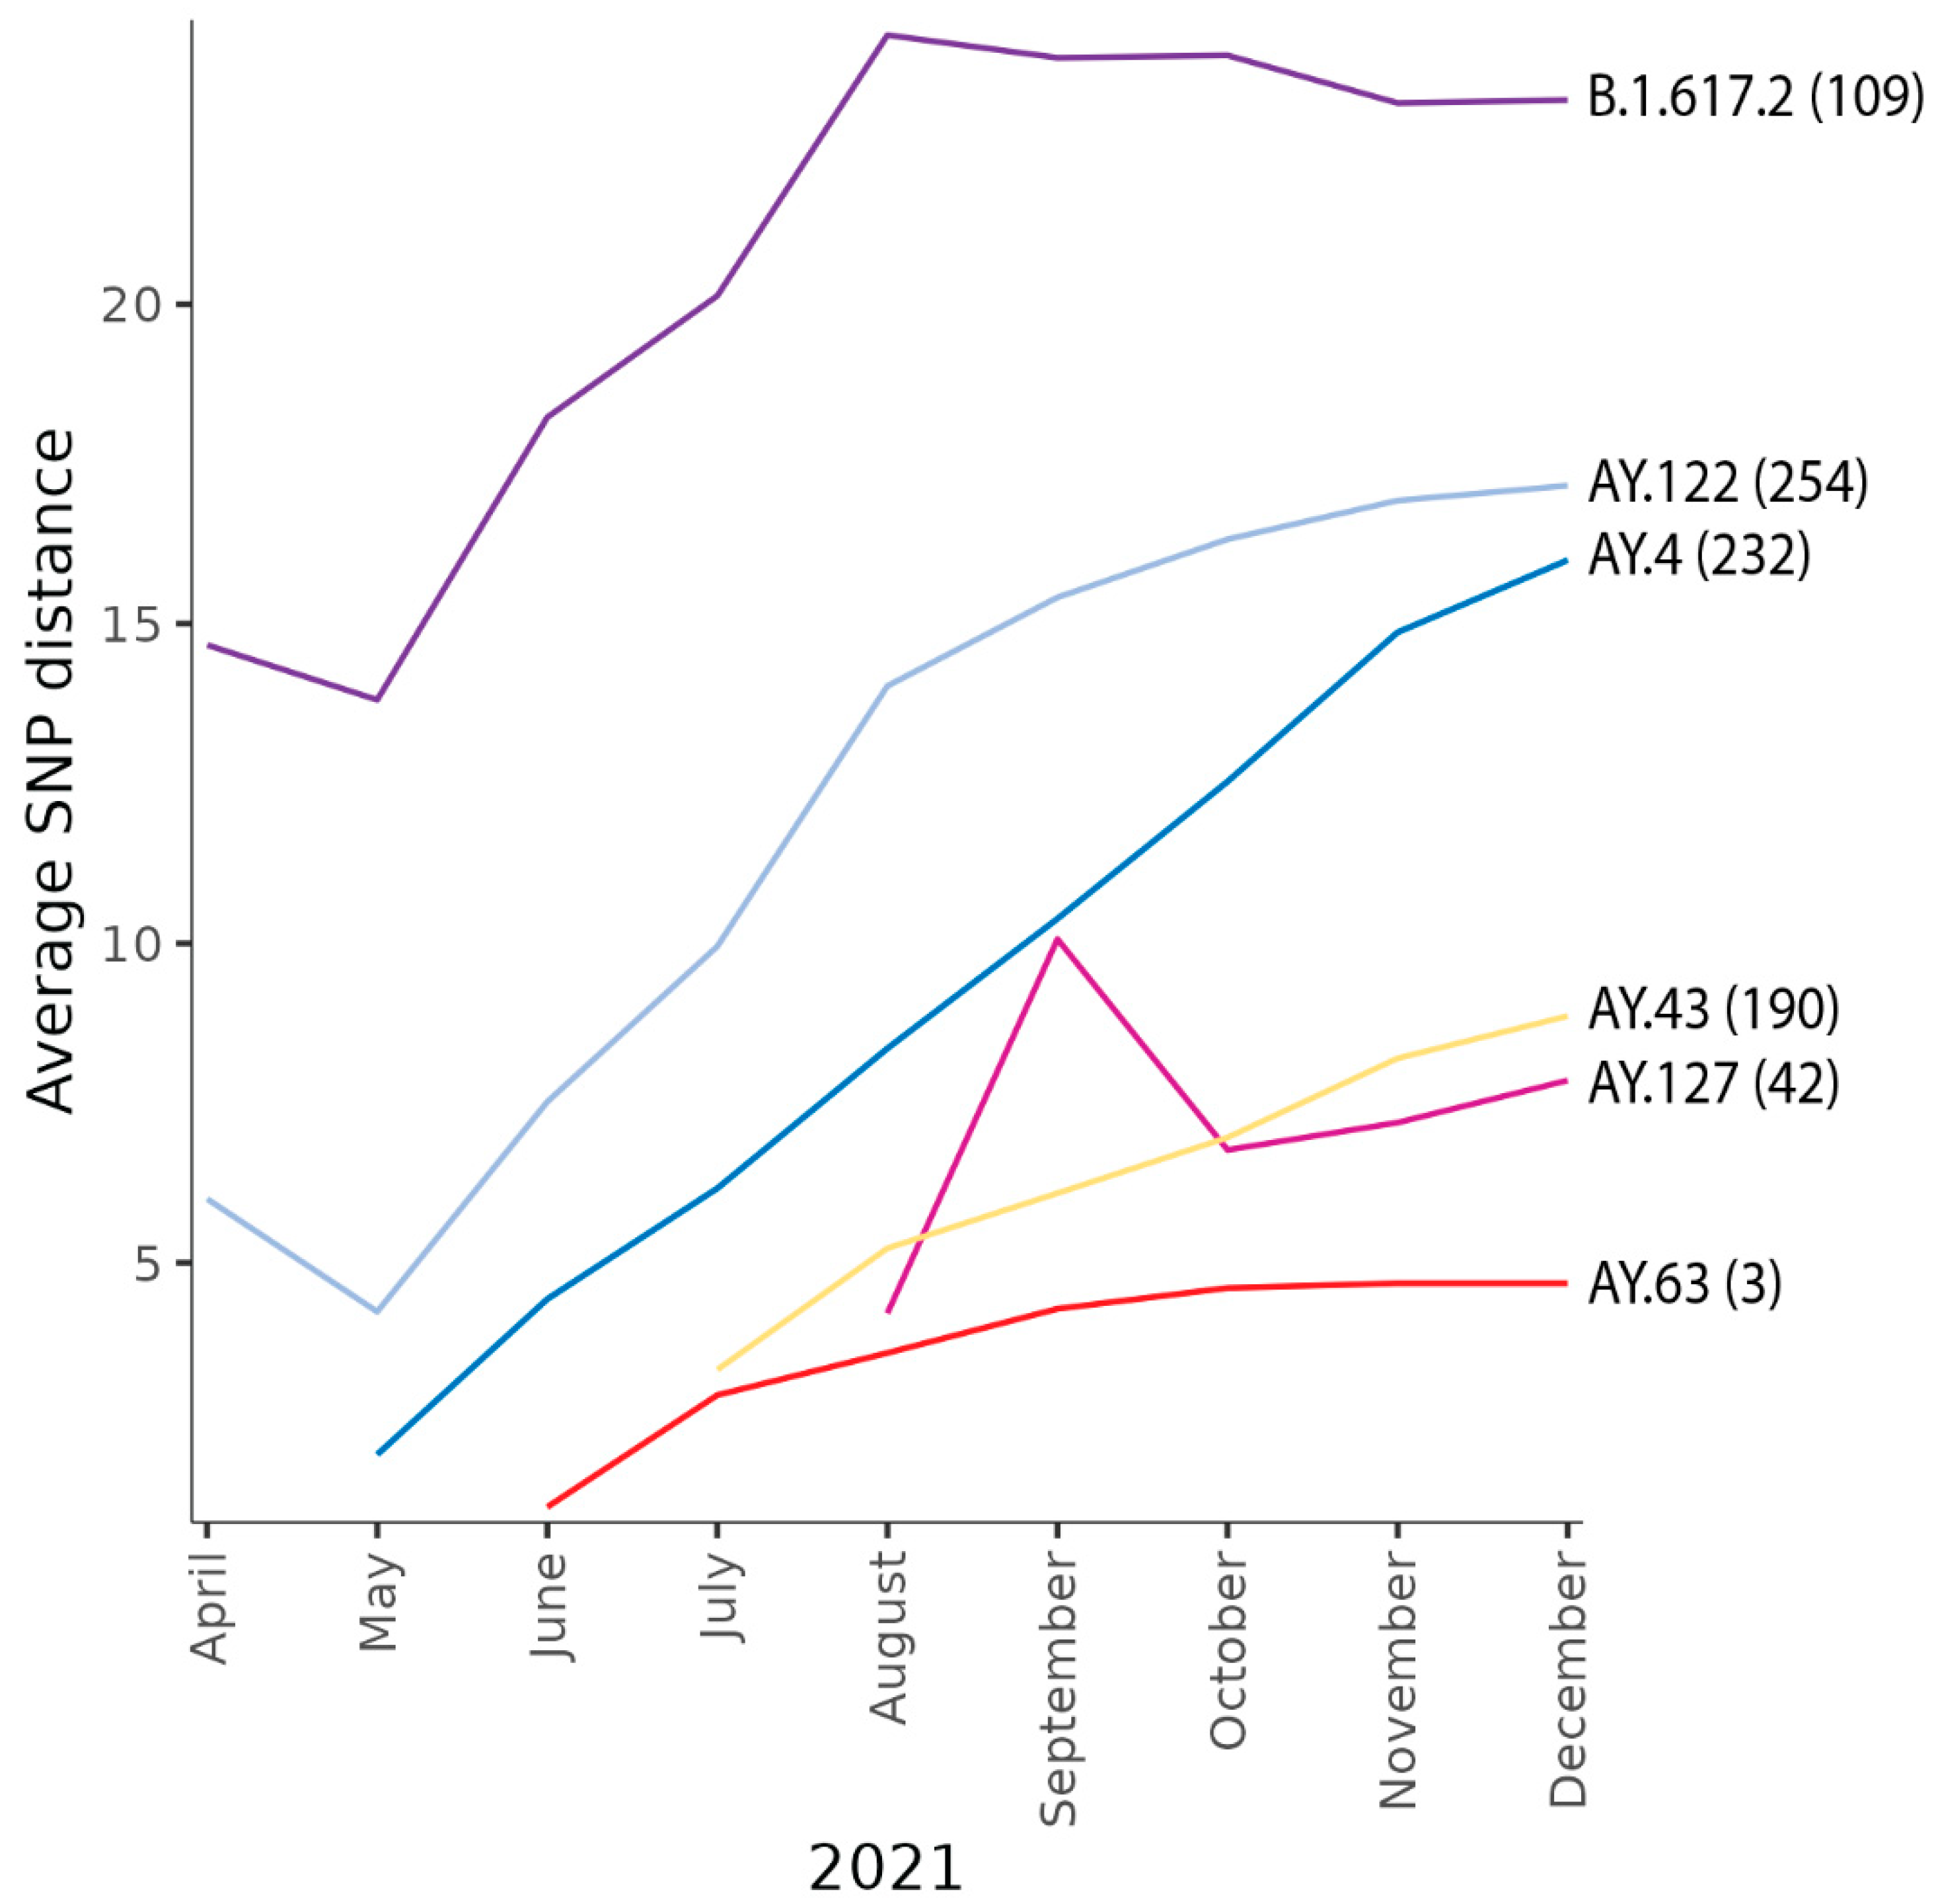 Average SNP distance
20
15
10
5
B.1.617.2 (109)
AY.122 (254)
AY.4 (232)
AY.43 (190)
AY.127 (42)
AY.63 (3)
April
May
June
July
August
September
October
November
December
2021